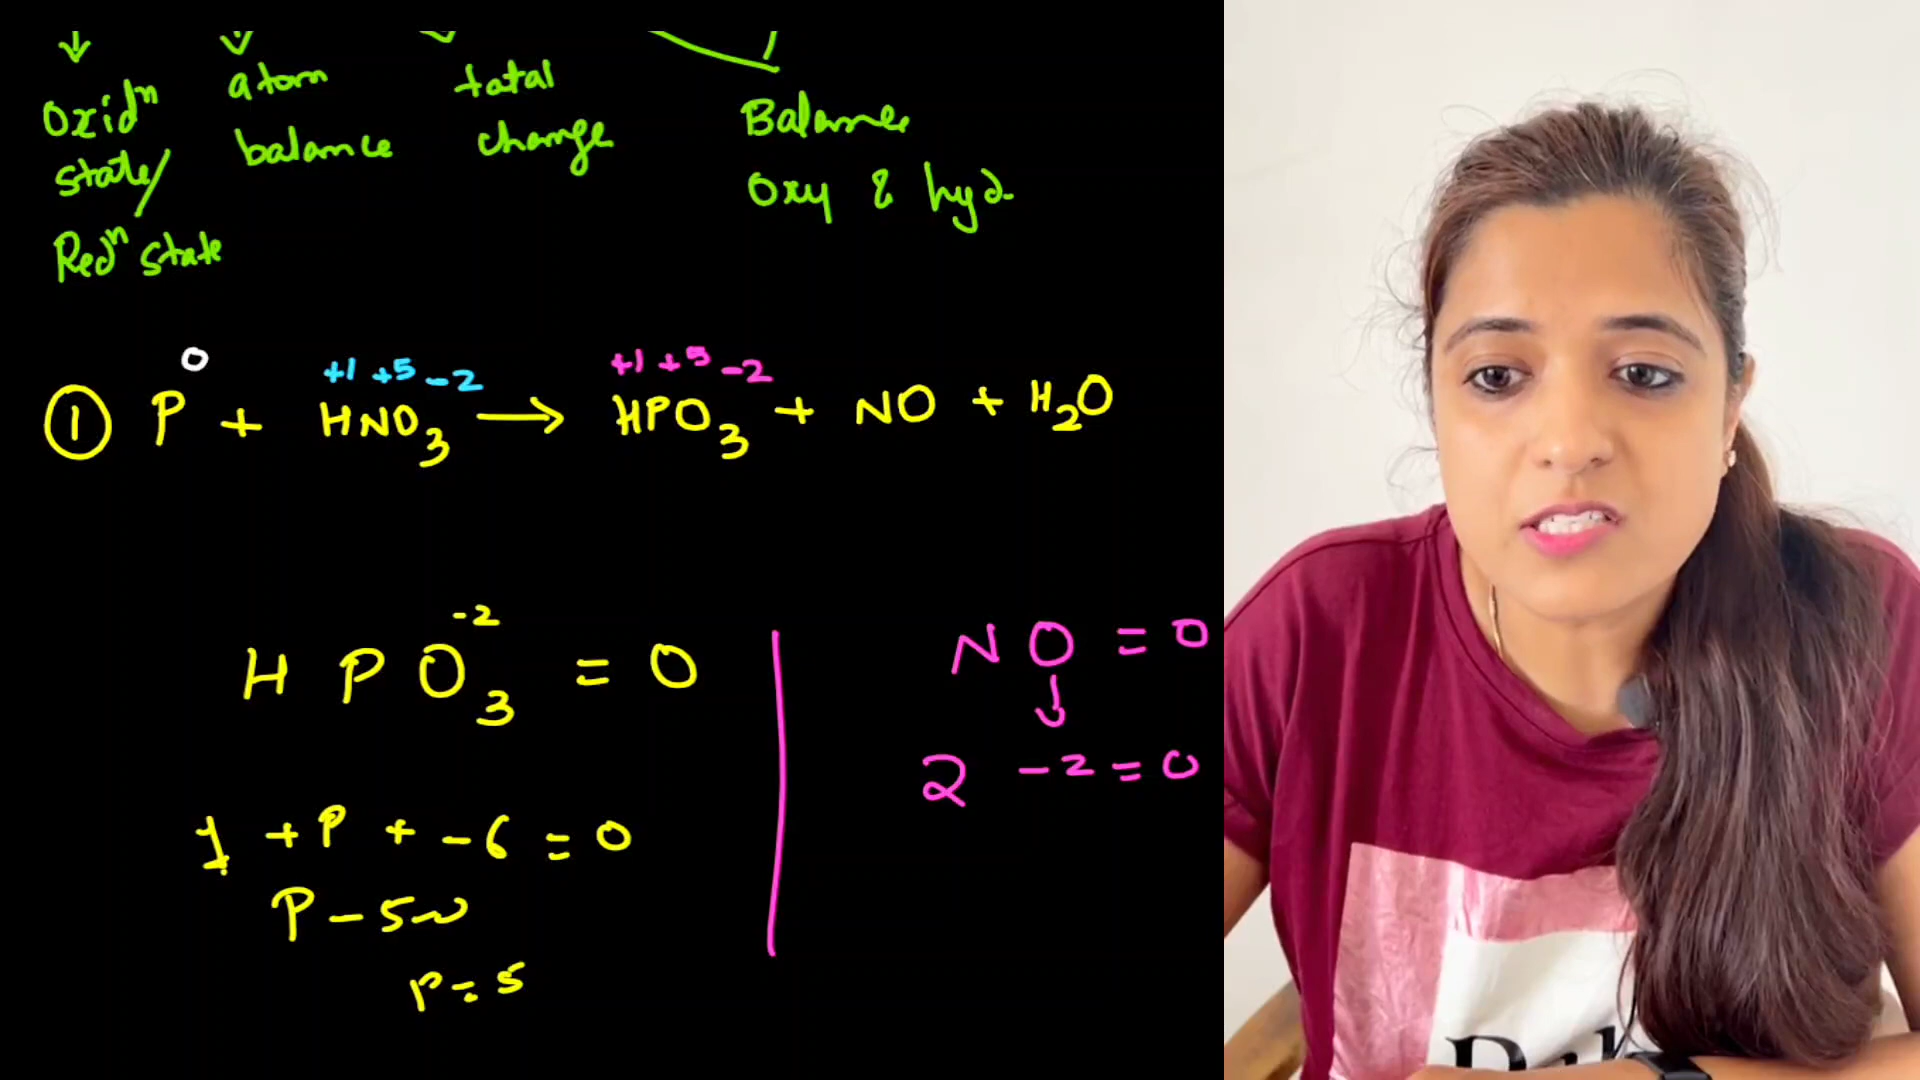 Oxidⁿ state/ Redⁿ state
atom balance
total change
Balance Oxy & hyd.
0 +1 +5 -2 +1 +5 -2
① P + HNO₃ → HPO₃ + NO + H₂O
H P O₃⁻² = 0
1 + P + -6 = 0
P - 5 = 0
P = 5
N O = 0
2 -2 = 0